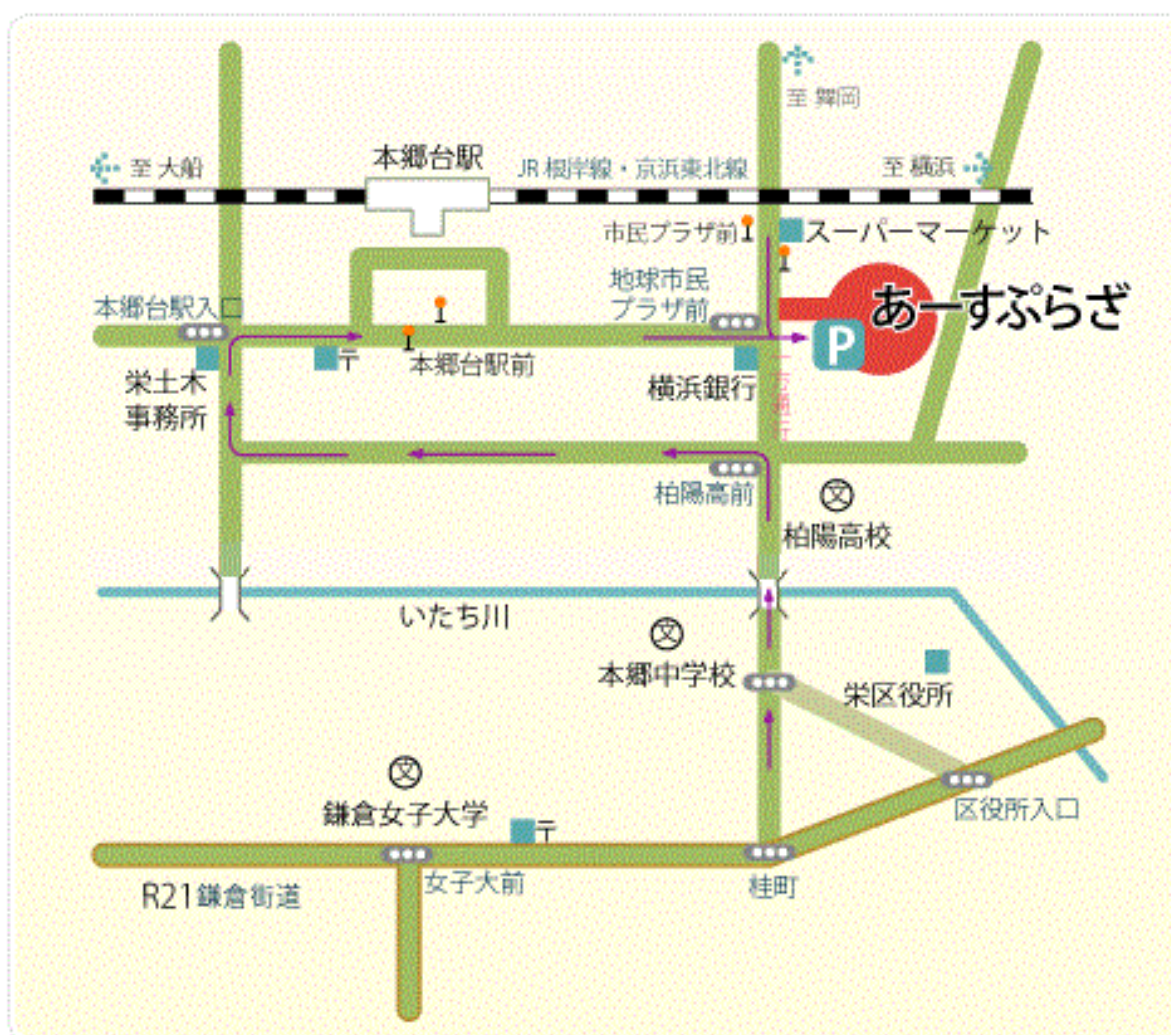 至 舞岡
至 大船
本郷台駅
JR 根岸線・京浜東北線
至 横浜
市民プラザ前
スーパーマーケット
地球市民
プラザ前
あーすぷらざ
本郷台駅入口
P
〒
本郷台駅前
横浜銀行
一方通行
栄土木
事務所
柏陽高前
文
柏陽高校
いたち川
文
本郷中学校
栄区役所
文
鎌倉女子大学
〒
区役所入口
女子大前
桂町
R21鎌倉街道